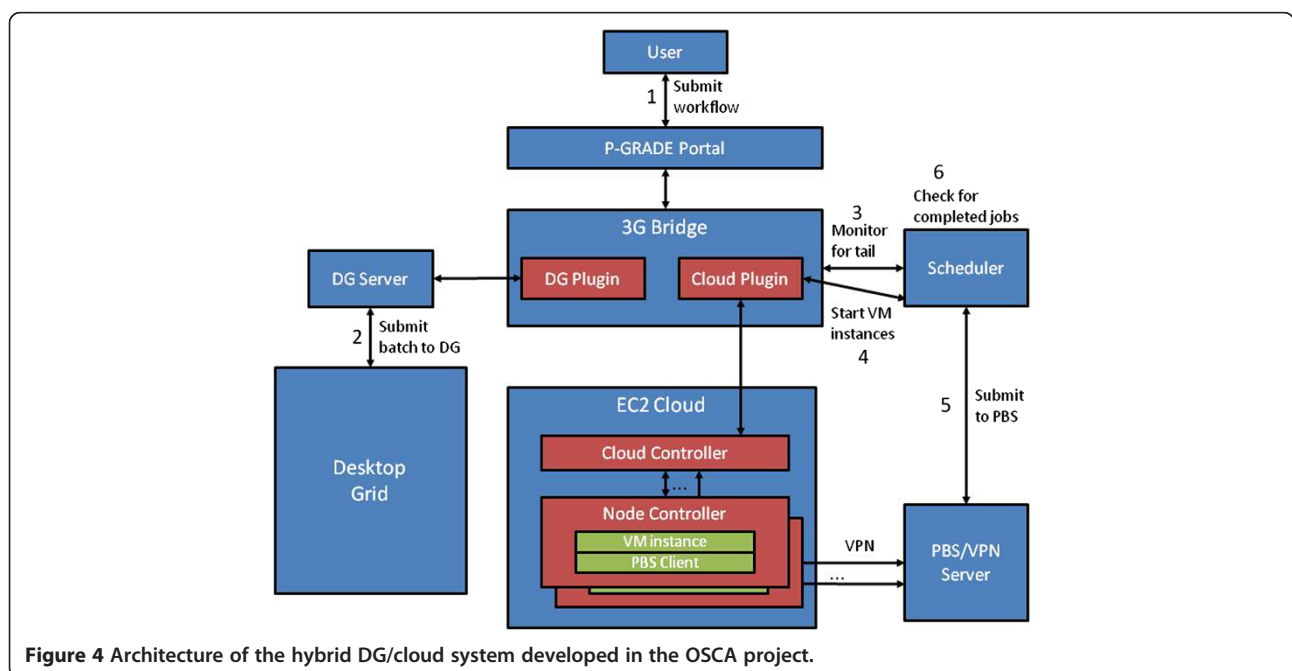 User
1
Submit
workflow
P-GRADE Portal
3G Bridge
DG Plugin
Cloud Plugin
DG Server
2
Submit
batch to DG
Desktop
Grid
3
Monitor
for tail
6
Check for
completed jobs
Scheduler
Start VM
instances
4
5
Submit
to PBS
EC2 Cloud
Cloud Controller
...
Node Controller
VM instance
PBS Client
VPN
...
PBS/VPN
Server
Figure 4 Architecture of the hybrid DG/cloud system developed in the OSCA project.